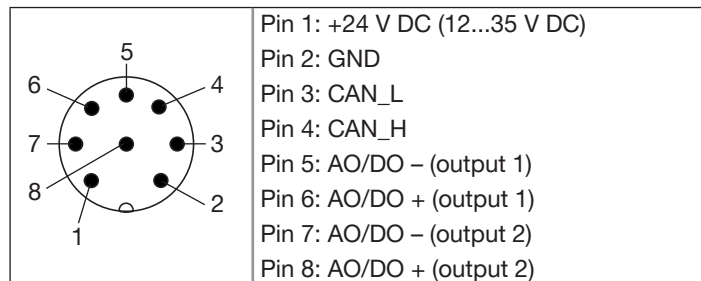 5
6
4
7
3
8
2
1
Pin 1: +24 V DC (12...35 V DC)
Pin 2: GND
Pin 3: CAN_L
Pin 4: CAN_H
Pin 5: AO/DO – (output 1)
Pin 6: AO/DO + (output 1)
Pin 7: AO/DO – (output 2)
Pin 8: AO/DO + (output 2)